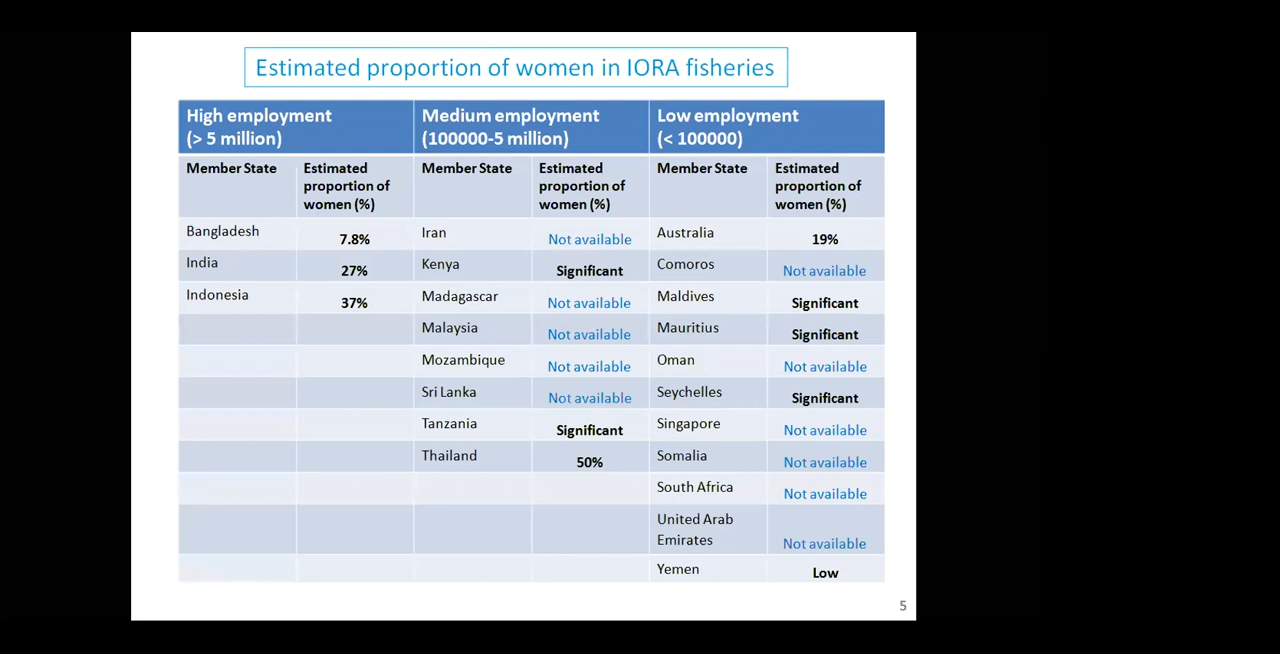 Estimated proportion of women in IORA fisheries
High employment (> 5 million) Medium employment (100000-5 million) Low employment (< 100000)
Member State Estimated proportion of women (%) Member State Estimated proportion of women (%) Member State Estimated proportion of women (%)
Bangladesh 7.8% Iran Not available Australia 19%
India 27% Kenya Significant Comoros Not available
Indonesia 37% Madagascar Not available Maldives Significant
Malaysia Not available Mauritius Significant
Mozambique Not available Oman Not available
Sri Lanka Not available Seychelles Significant
Tanzania Significant Singapore Not available
Thailand 50% Somalia Not available
South Africa Not available
United Arab Emirates Not available
Yemen Low
5